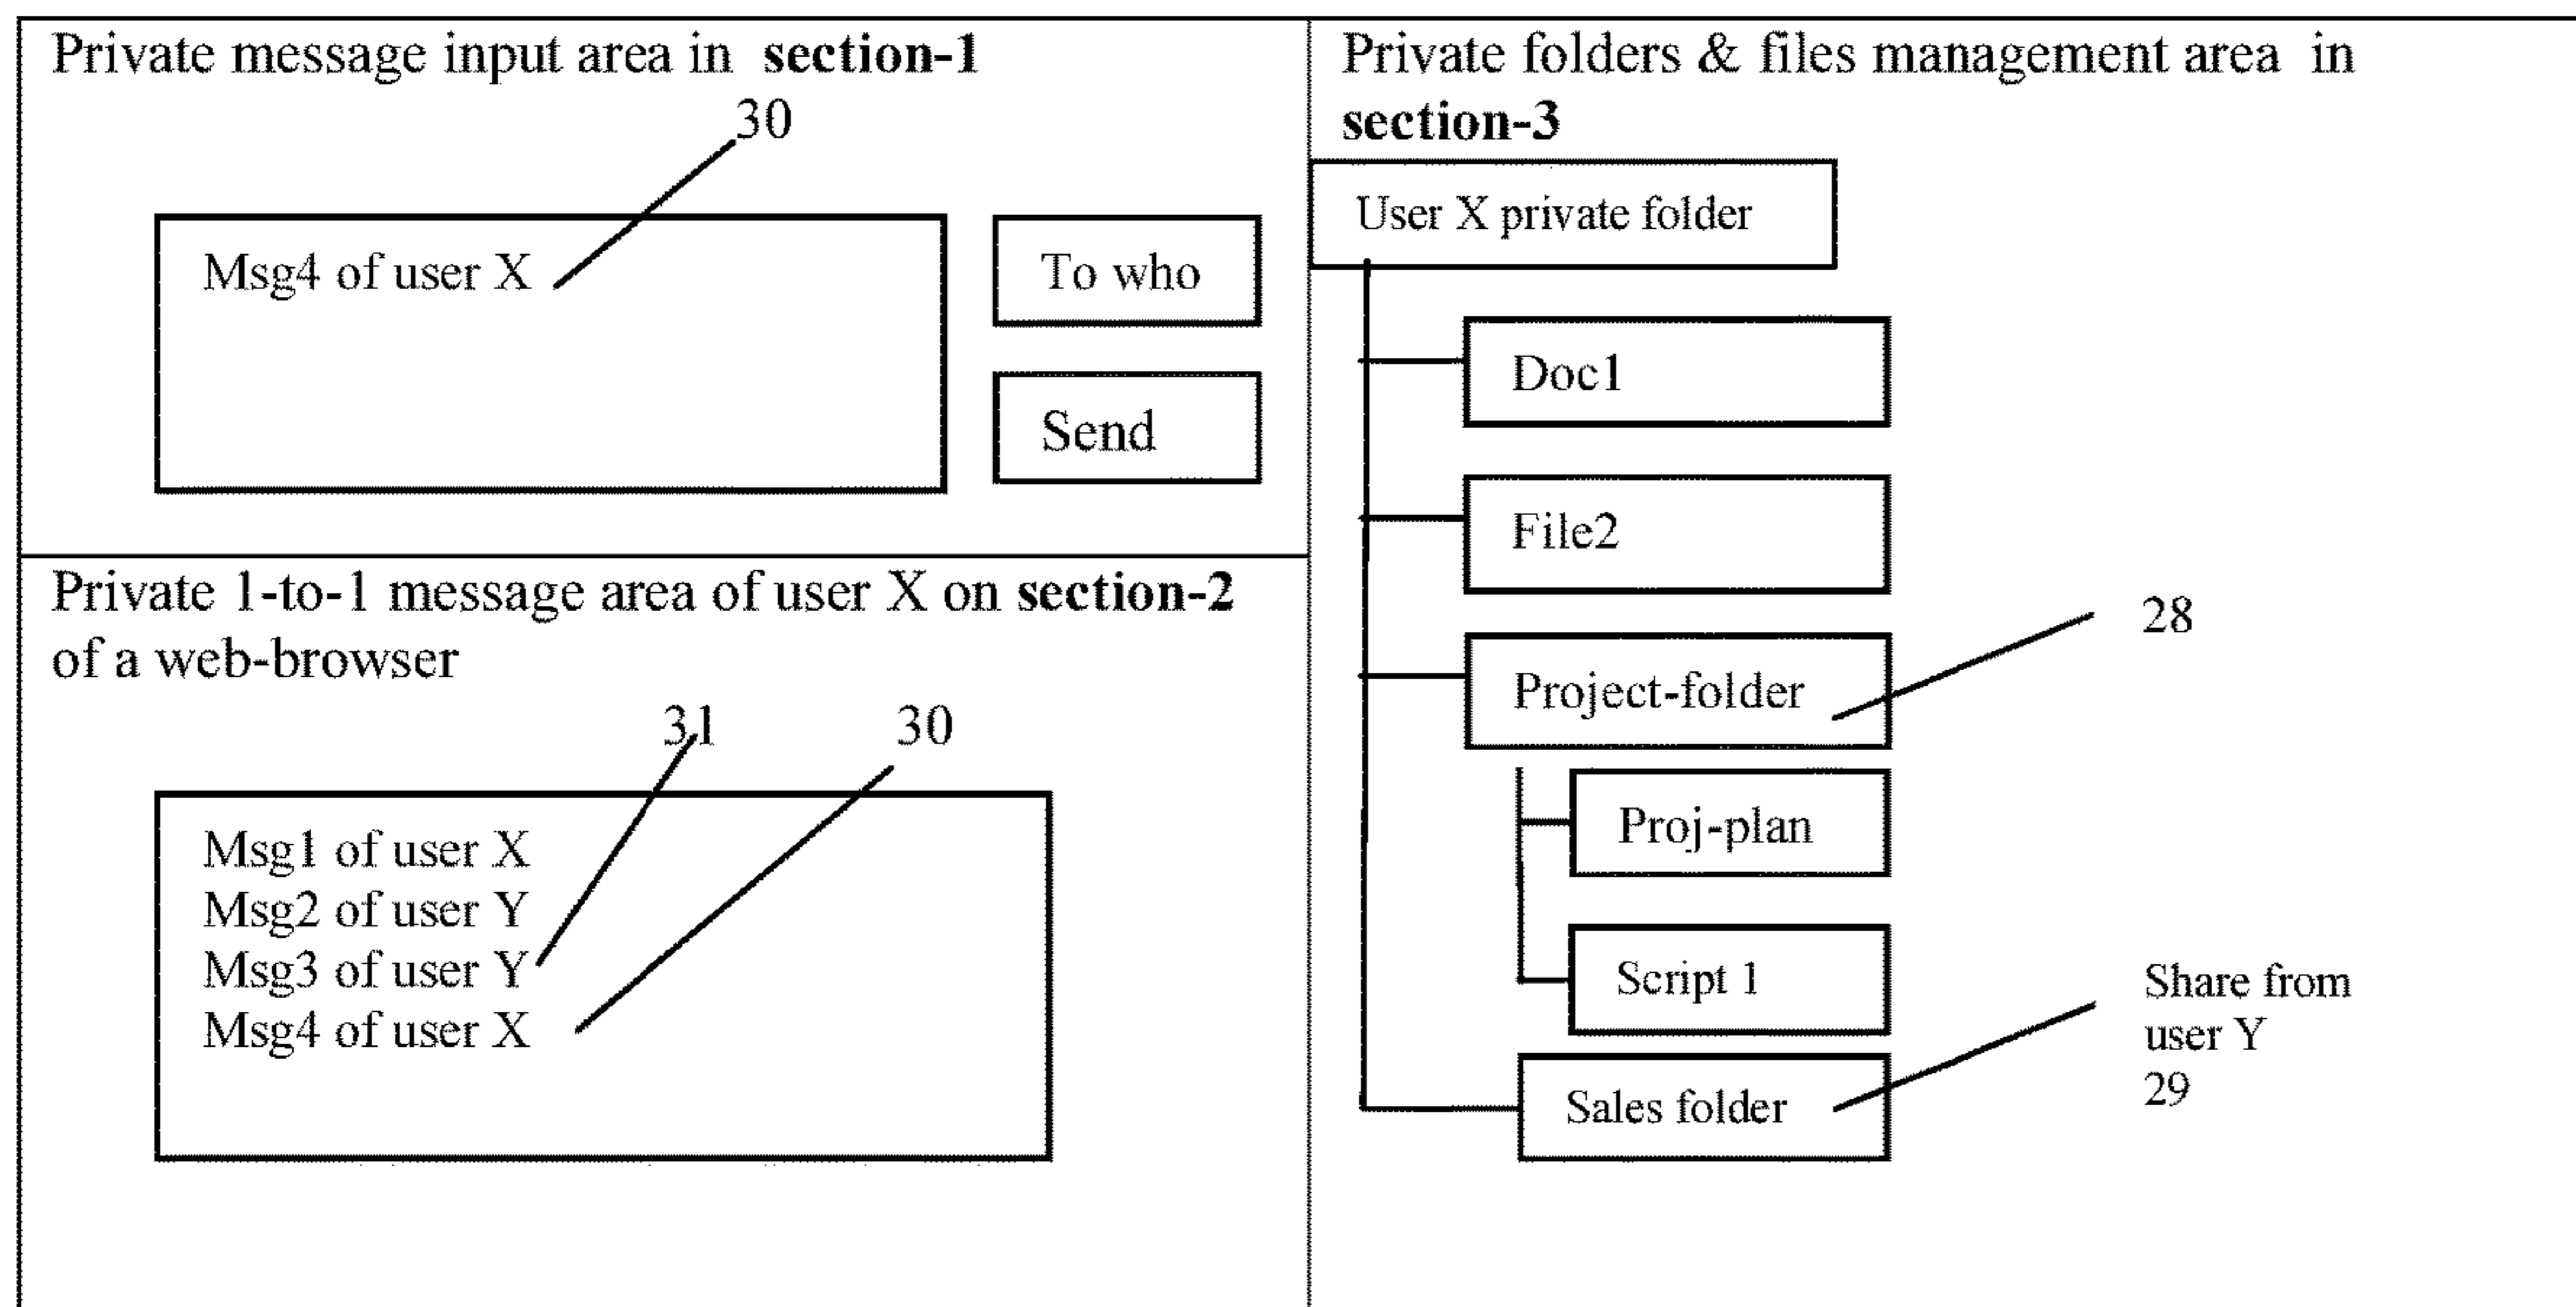 Private message input area in section-1
30
Msg4 of user X
To who
Send
Private 1-to-1 message area of user X on section-2
of a web-browser
31
30
Msg1 of user X
Msg2 of user Y
Msg3 of user Y
Msg4 of user X
Private folders & files management area in
section-3
User X private folder
Doc1
File2
28
Project-folder
Proj-plan
Script 1
Sales folder
Share from
user Y
29